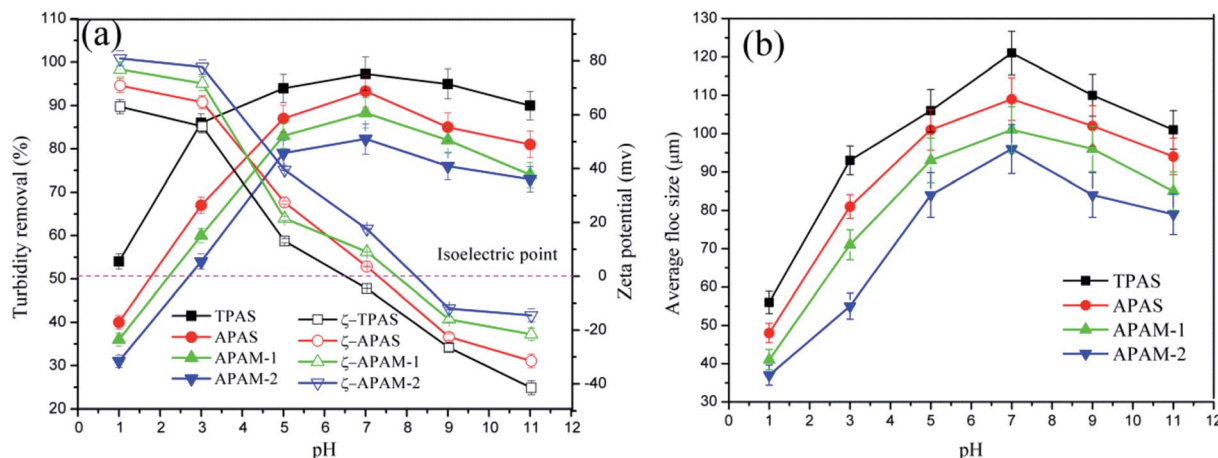 (a)
Turbidity removal (%)
110
100
90
80
70
60
50
40
30
20
0 1 2 3 4 5 6 7 8 9 10 11 12
pH
Zeta potential (mv)
80
60
40
20
0
-20
-40
Isoelectric point
TPAS
APAS
APAM-1
APAM-2
ζ-TPAS
ζ-APAS
ζ-APAM-1
ζ-APAM-2
(b)
Average floc size (μm)
130
120
110
100
90
80
70
60
50
40
30
0 1 2 3 4 5 6 7 8 9 10 11 12
pH
TPAS
APAS
APAM-1
APAM-2